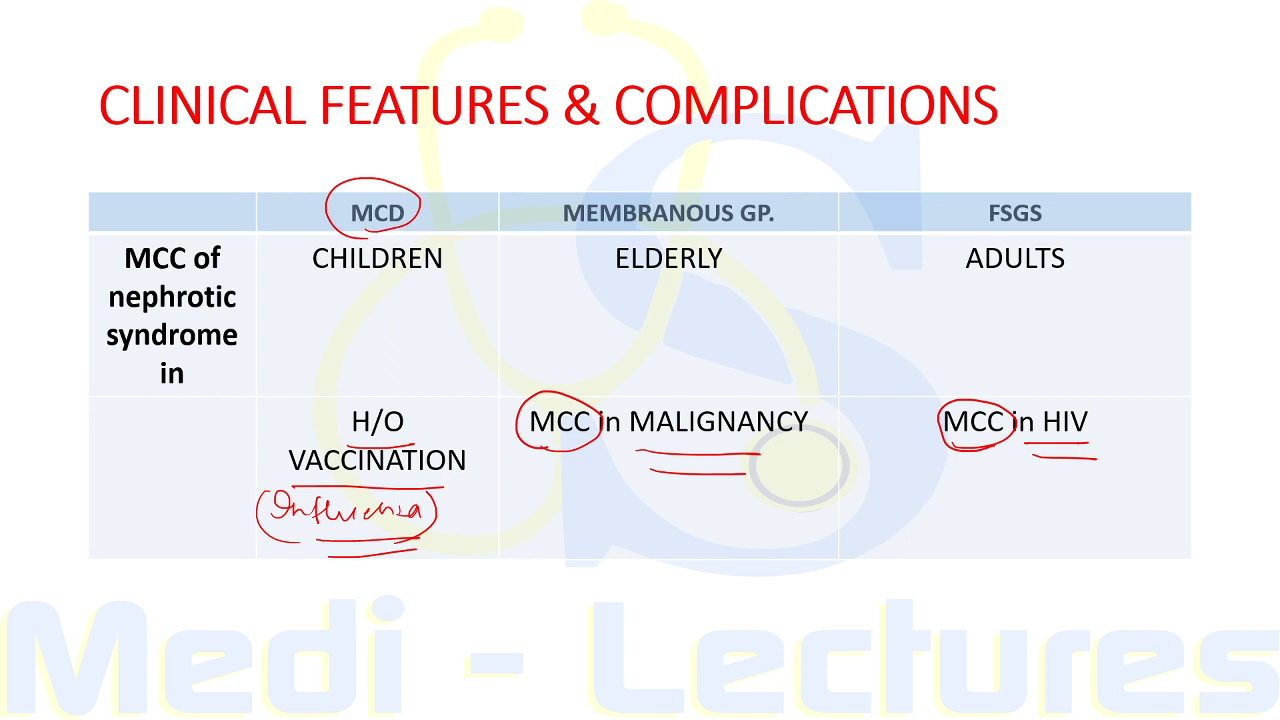 CLINICAL FEATURES & COMPLICATIONS
MCD MEMBRANOUS GP. FSGS
MCC of
nephrotic
syndrome
in
CHILDREN
ELDERLY
ADULTS
H/O
VACCINATION
Influenza
MCC in MALIGNANCY
MCC in HIV
Medi - Lectures